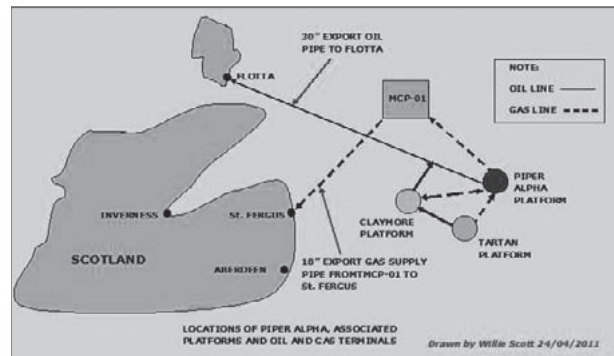 30" EXPORT OIL
PIPE TO FLOTTA
FLOTTA
NOTE:
OIL LINE
GAS LINE
MCP-01
PIPER
ALPHA
PLATFORM
CLAYMORE
PLATFORM
TARTAN
PLATFORM
INVERNESS
ST. FERGUS
SCOTLAND
ABERDEEN
18" EXPORT GAS SUPPLY
PIPE FROMTMCP-01 TO
St. FERGUS
LOCATIONS OF PIPER ALPHA, ASSOCIATED
PLATFORMS AND OIL AND GAS TERMINALS
Drawn by Willie Scott 24/04/2011